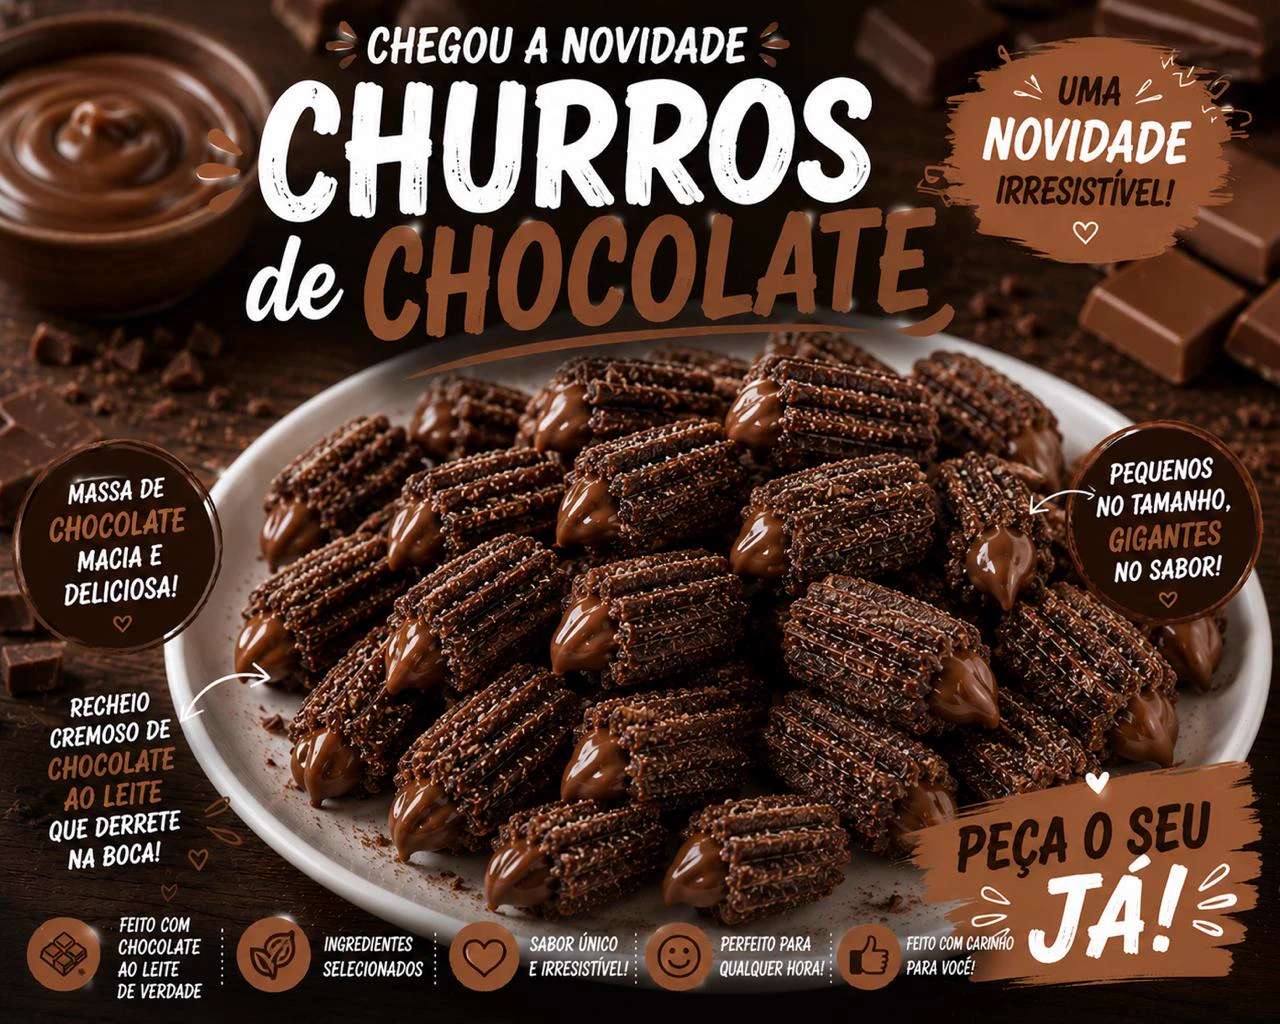 CHEGOU A NOVIDADE
CHURROS
de CHOCOLATE
UMA
NOVIDADE
IRRESISTÍVEL!
MASSA DE
CHOCOLATE
MACIA E
DELICIOSA!
PEQUENOS
NO TAMANHO,
GIGANTES
NO SABOR!
RECHEIO
CREMOSO DE
CHOCOLATE
AO LEITE
QUE DERRETE
NA BOCA!
PEÇA O SEU
JÁ!
FEITO COM
CHOCOLATE
AO LEITE
DE VERDADE
INGREDIENTES
SELECIONADOS
SABOR ÚNICO
E IRRESISTÍVEL!
PERFEITO PARA
QUALQUER HORA!
FEITO COM CARINHO
PARA VOCÊ!